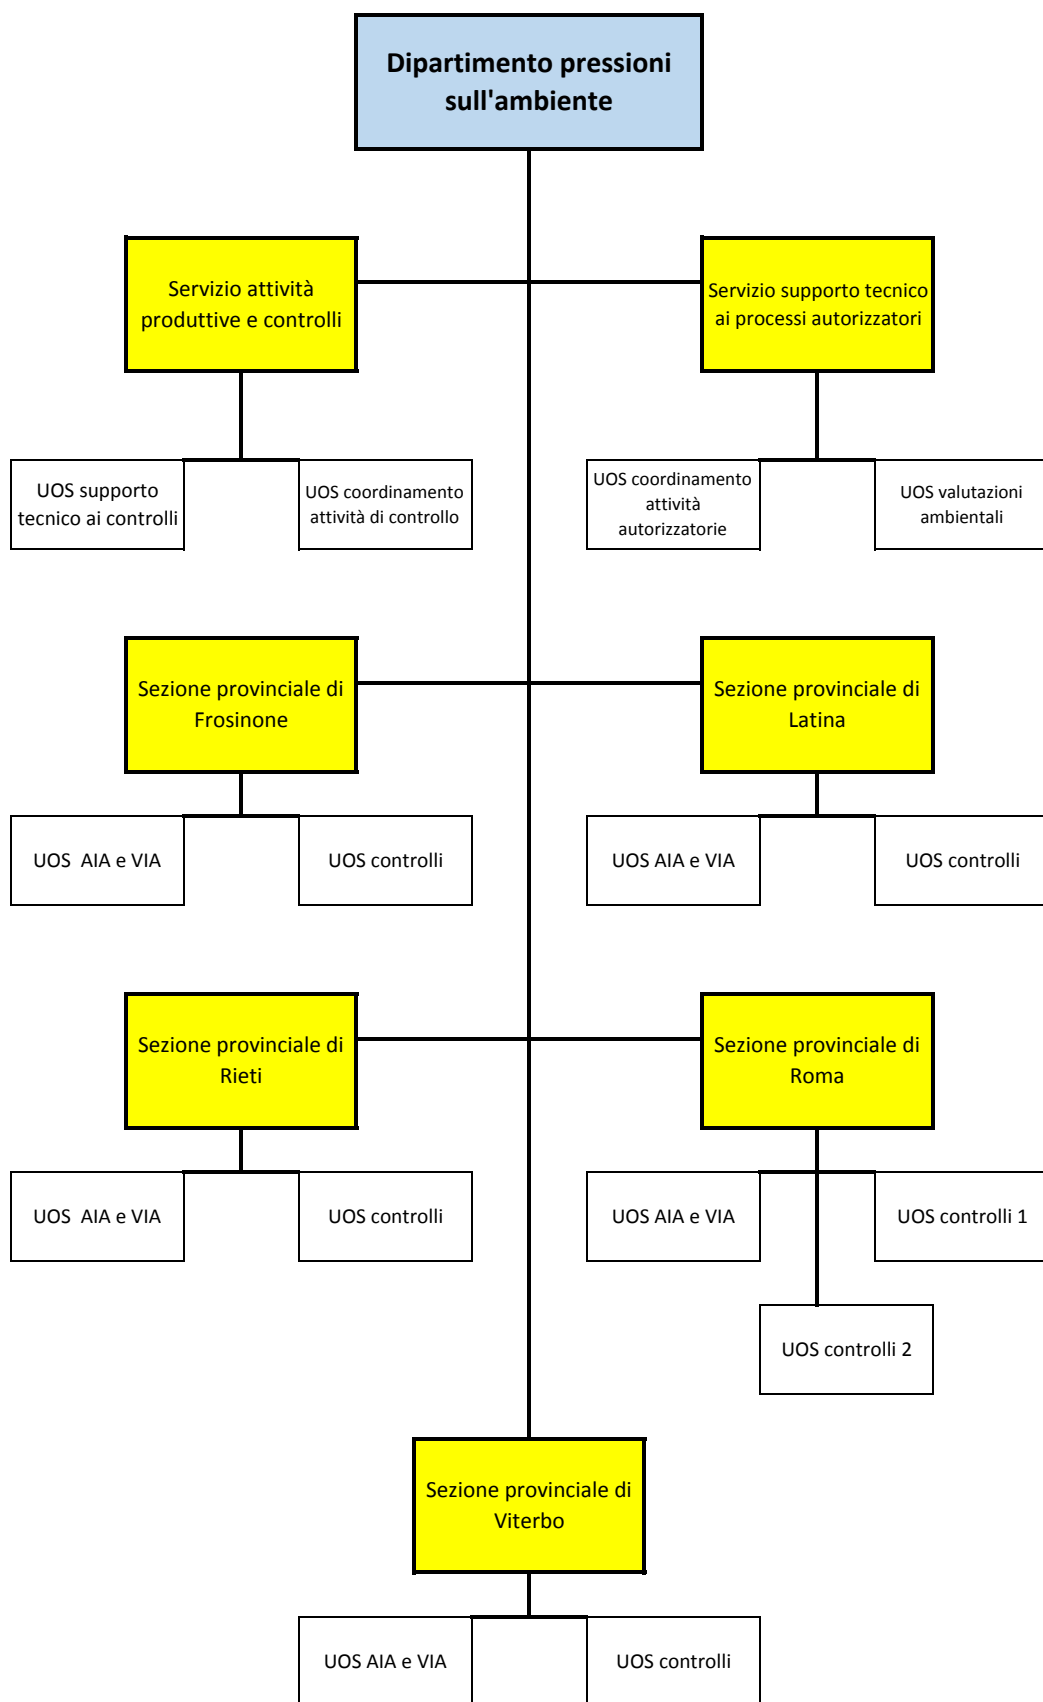 Dipartimento pressioni
sull'ambiente
Servizio attività
produttive e controlli
Servizio supporto tecnico
ai processi autorizzatori
UOS supporto
tecnico ai controlli
UOS coordinamento
attività di controllo
UOS coordinamento
attività
autorizzatorie
UOS valutazioni
ambientali
Sezione provinciale di
Frosinone
Sezione provinciale di
Latina
UOS  AIA e VIA
UOS controlli
UOS AIA e VIA
UOS controlli
Sezione provinciale di
Rieti
Sezione provinciale di
Roma
UOS  AIA e VIA
UOS controlli
UOS AIA e VIA
UOS controlli 1
UOS controlli 2
Sezione provinciale di
Viterbo
UOS AIA e VIA
UOS controlli